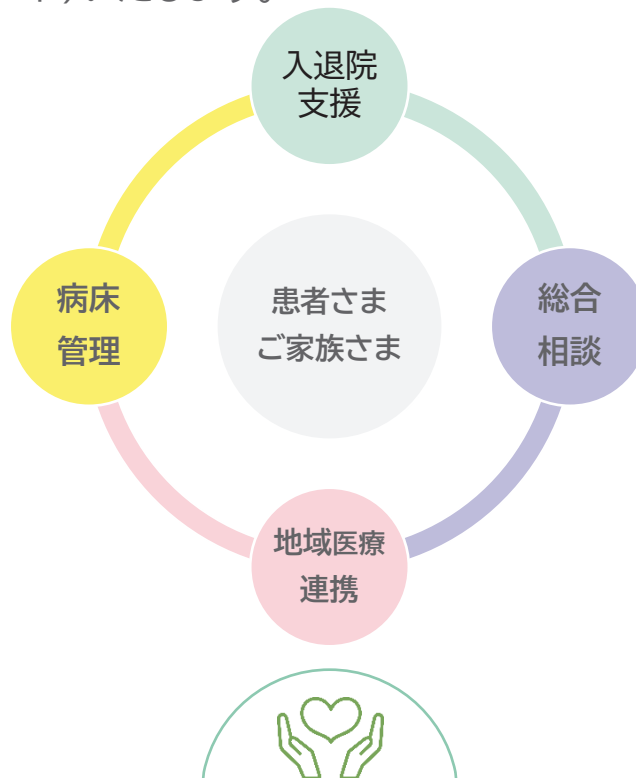 入退院
支援
病床
管理
患者さま
ご家族さま
総合
相談
地域医療
連携